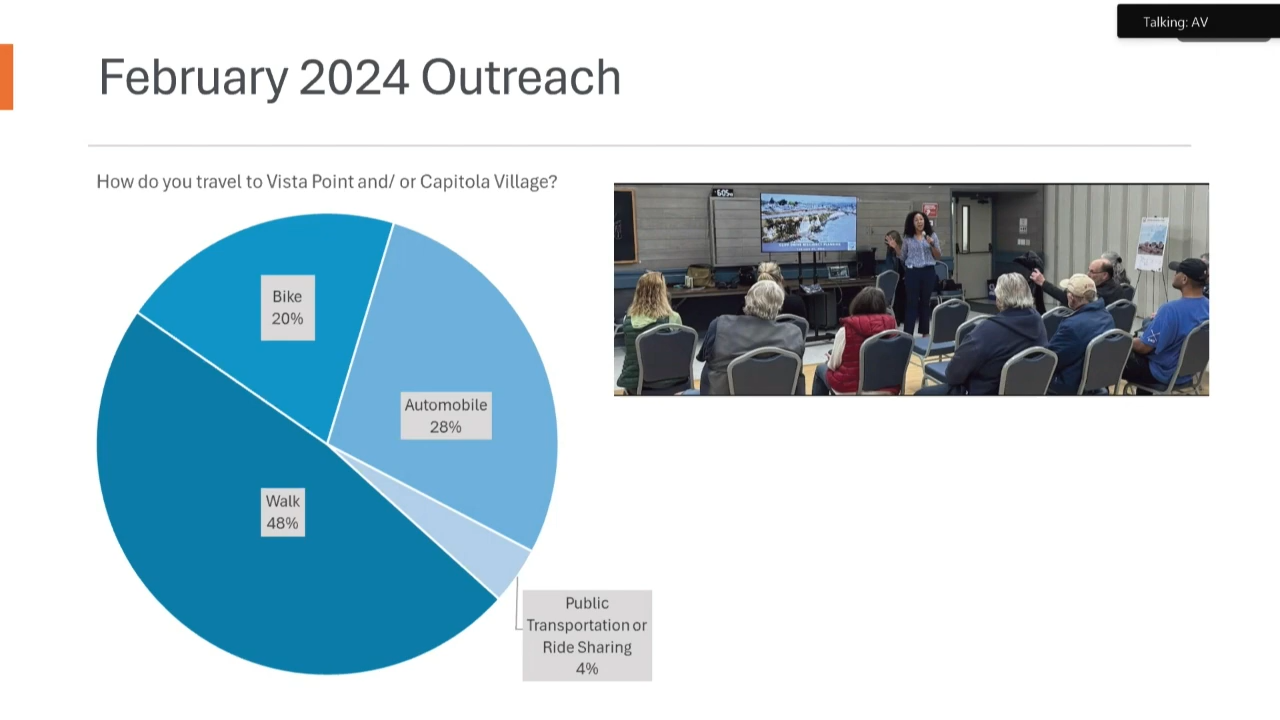 Talking: AV
February 2024 Outreach
How do you travel to Vista Point and/ or Capitola Village?
Bike
20%
Automobile
28%
Walk
48%
Public
Transportation or
Ride Sharing
4%